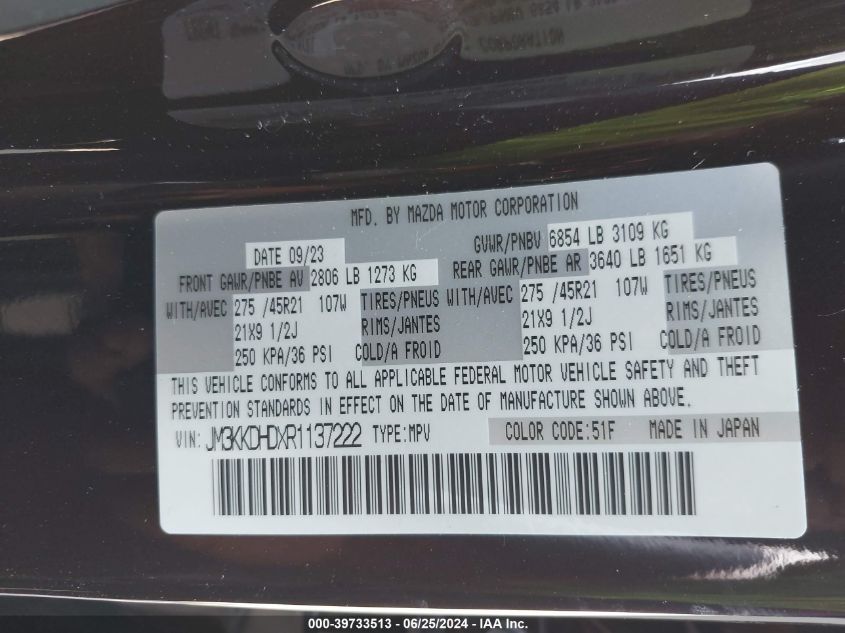 MFD. BY MAZDA MOTOR CORPORATION
DATE 09/23 GVWR/PNBV 6854 LB 3109 KG
FRONT GAWR/PNBE AV 2806 LB 1273 KG REAR GAWR/PNBE AR 3640 LB 1651 KG
WITH/AVEC 275 /45R21 107W TIRES/PNEUS WITH/AVEC 275 /45R21 107W TIRES/PNEUS
21X9 1/2J RIMS/JANTES 21X9 1/2J RIMS/JANTES
250 KPA/36 PSI COLD/A FROID 250 KPA/36 PSI COLD/A FROID
THIS VEHICLE CONFORMS TO ALL APPLICABLE FEDERAL MOTOR VEHICLE SAFETY AND THEFT
PREVENTION STANDARDS IN EFFECT ON THE DATE OF MANUFACTURE SHOWN ABOVE.
VIN: JM3KKDHDXR1137222 TYPE:MPV COLOR CODE:51F MADE IN JAPAN
000-39733513 - 06/25/2024 - IAA Inc.